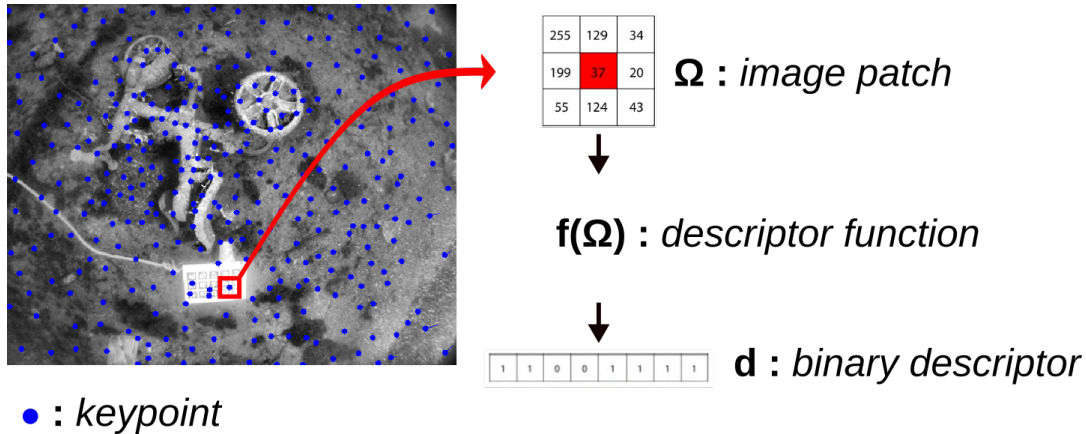 255 129 34
199 37 20
55 124 43
Ω : image patch
f(Ω) : descriptor function
1 1 0 0 1 1 1 1
d : binary descriptor
: keypoint